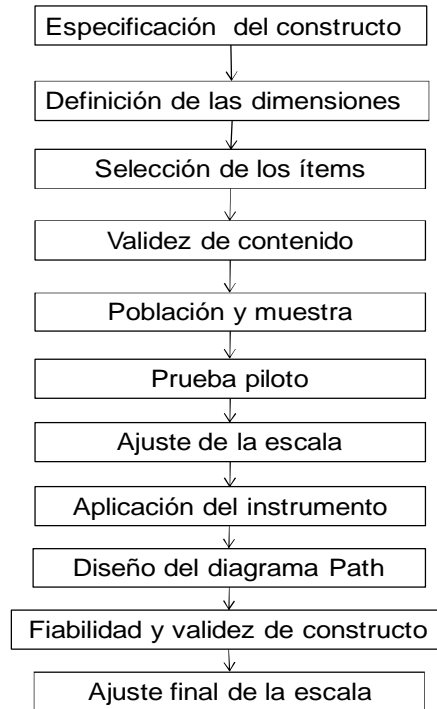 Especificación del constructo
Definición de las dimensiones
Selección de los ítems
Validez de contenido
Población y muestra
Prueba piloto
Ajuste de la escala
Aplicación del instrumento
Diseño del diagrama Path
Fiabilidad y validez de constructo
Ajuste final de la escala